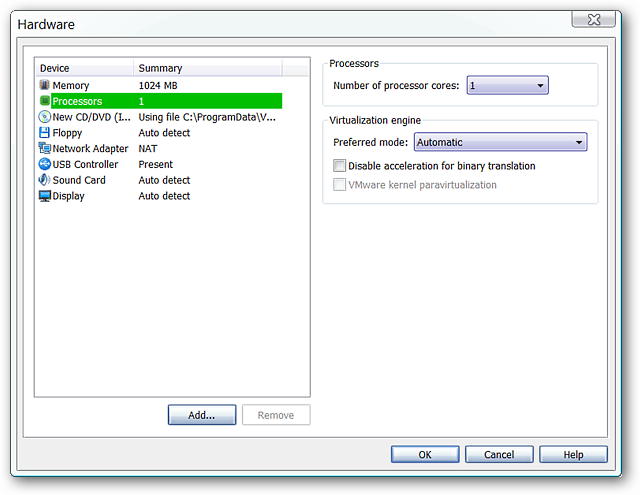 Hardware
Device Summary
Memory 1024 MB
Processors 1
New CD/DVD (I... Using file C:\ProgramData\V...
Floppy Auto detect
Network Adapter NAT
USB Controller Present
Sound Card Auto detect
Display Auto detect
Add... Remove
Processors
Number of processor cores: 1
Virtualization engine
Preferred mode: Automatic
Disable acceleration for binary translation
VMware kernel paravirtualization
OK Cancel Help